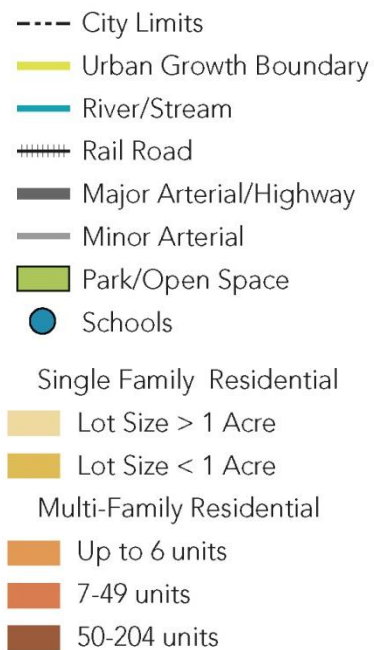 City Limits
Urban Growth Boundary
River/Stream
Rail Road
Major Arterial/Highway
Minor Arterial
Park/Open Space
Schools
Single Family Residential
Lot Size > 1 Acre
Lot Size < 1 Acre
Multi-Family Residential
Up to 6 units
7-49 units
50-204 units